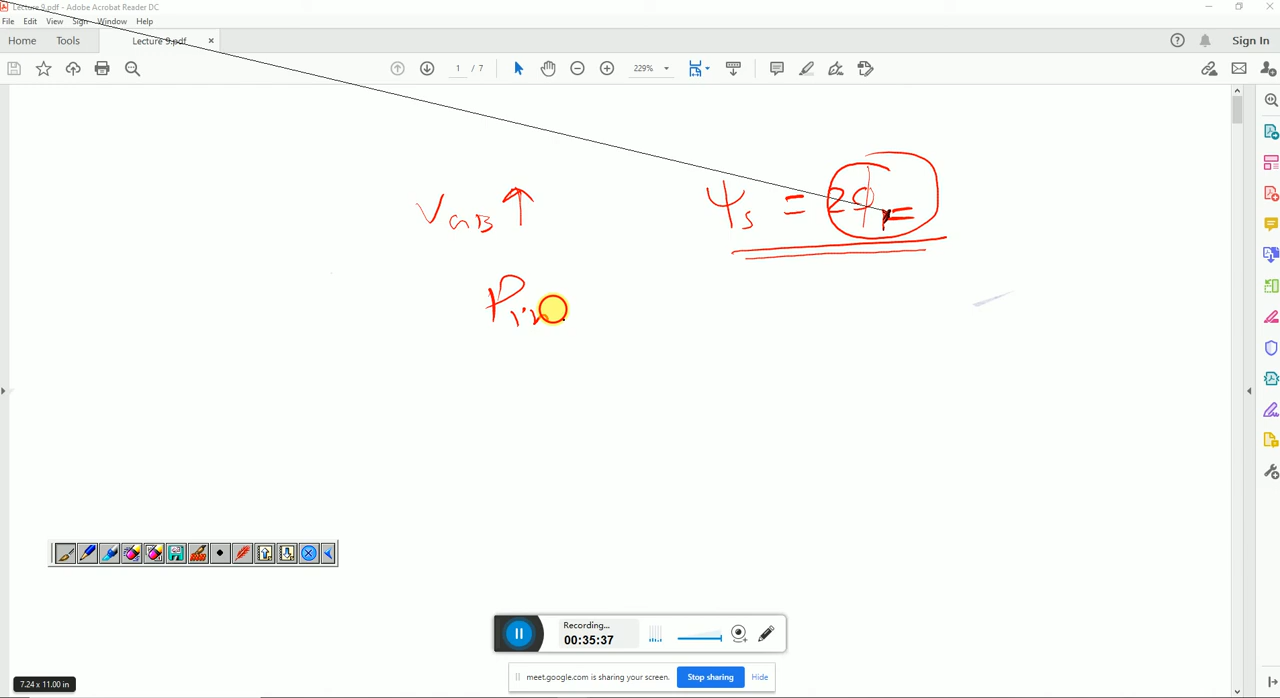 Lecture 9.pdf - Adobe Acrobat Reader DC
File Edit View Sign Window Help
Home Tools Lecture 9.pdf × Sign In
1 / 7 229%
V_GB ↑ ψ_s = 2φ_F
Pin
Recording...
00:35:37
meet.google.com is sharing your screen. Stop sharing Hide
7.24 x 11.00 in